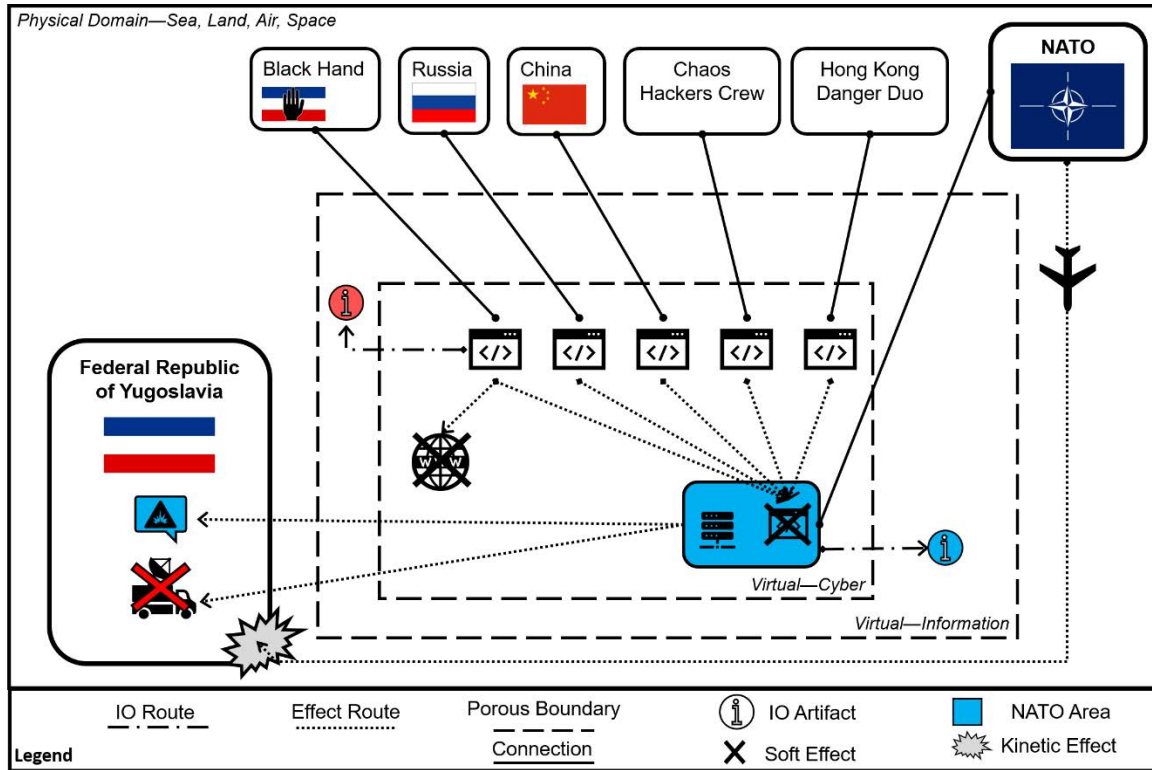 Physical Domain—Sea, Land, Air, Space
NATO
Black Hand
Russia
China
Chaos
Hackers Crew
Hong Kong
Danger Duo
i
</>
</>
</>
</>
</>
Federal Republic
of Yugoslavia
W W
i
Virtual—Cyber
Virtual—Information
IO Route
Effect Route
Porous Boundary
Connection
i
IO Artifact
Soft Effect
NATO Area
Kinetic Effect
Legend